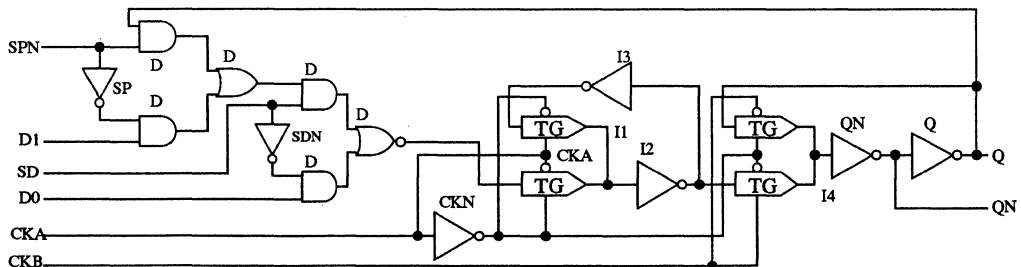 SPN
D
D
SP
D
D
D
I3
D1
SDN
TG
I1
QN
Q
SD
D
CKA
I2
TG
Q
D0
TG
TG
I4
CKN
QN
CKA
CKB